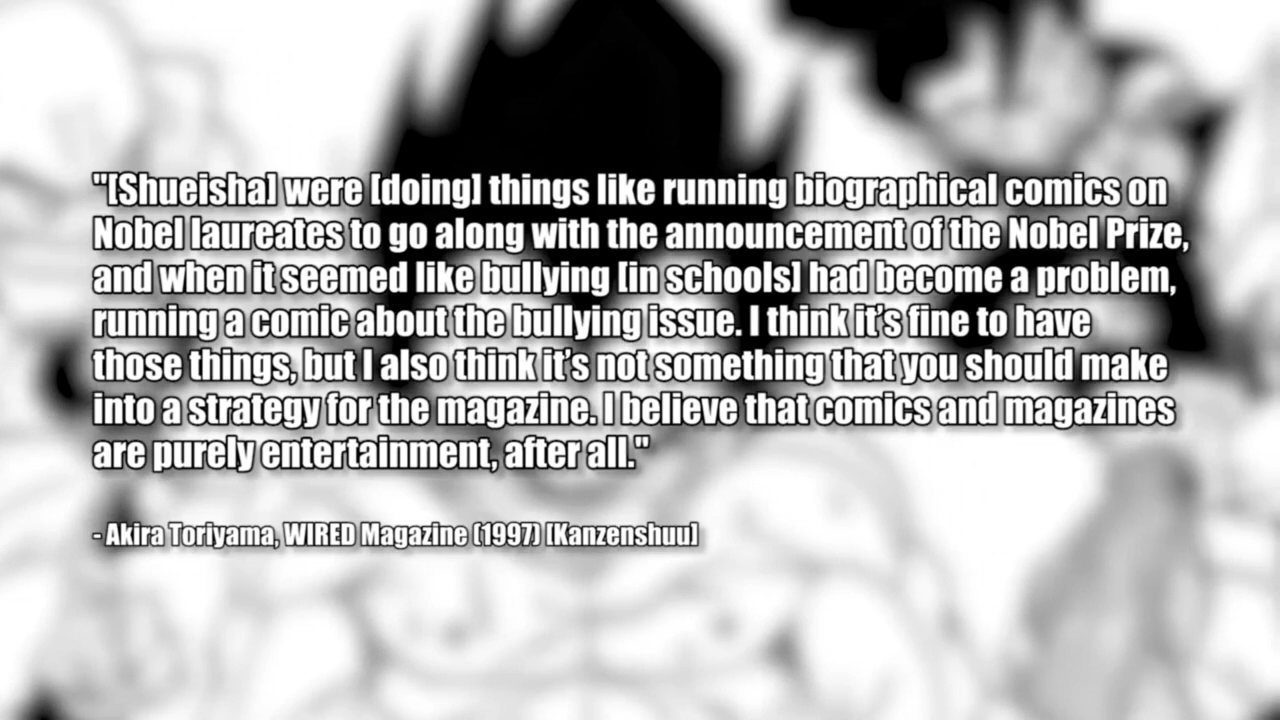 "[Shueisha] were [doing] things like running biographical comics on
Nobel laureates to go along with the announcement of the Nobel Prize,
and when it seemed like bullying [in schools] had become a problem,
running a comic about the bullying issue. I think it’s fine to have
those things, but I also think it’s not something that you should make
into a strategy for the magazine. I believe that comics and magazines
are purely entertainment, after all."
- Akira Toriyama, WIRED Magazine (1997) [Kanzenshuu]